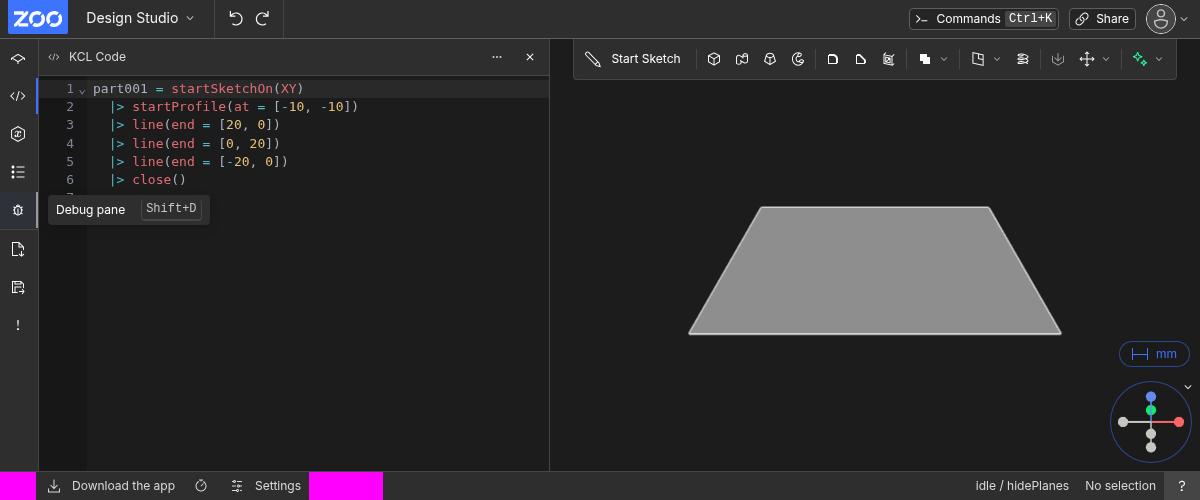 ZOO Design Studio Commands Ctrl+K Share
KCL Code
Start Sketch
1 part001 = startSketchOn(XY)
2 |> startProfile(at = [-10, -10])
3 |> line(end = [20, 0])
4 |> line(end = [0, 20])
5 |> line(end = [-20, 0])
6 |> close()
Debug pane Shift+D
mm
Download the app Settings idle / hidePlanes No selection ?